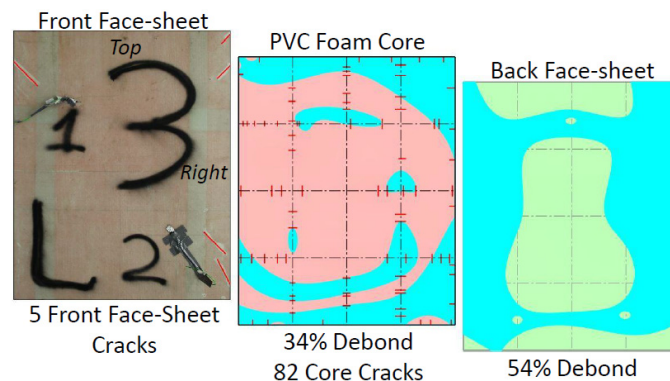 Front Face-sheet
Top
3
1
Right
L
2
5 Front Face-Sheet
Cracks
PVC Foam Core
34% Debond
82 Core Cracks
Back Face-sheet
54% Debond